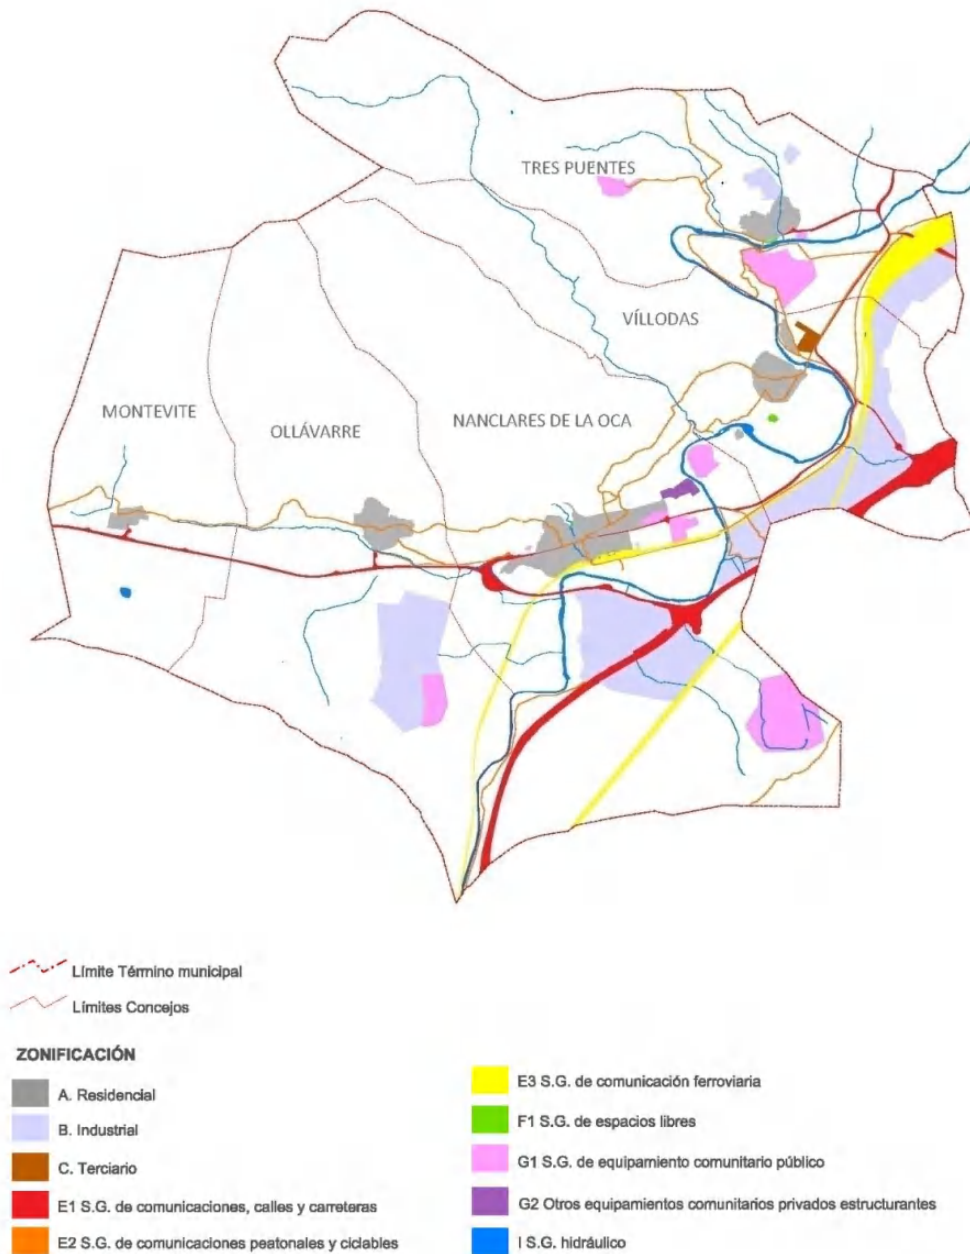 TRES PUENTES
VÍLLODAS
MONTEVITE
OLLÁVARRE
NANCLARES DE LA OCA
Límite Término municipal
Límites Concejos
ZONIFICACIÓN
A. Residencial
B. Industrial
C. Terciario
E1 S.G. de comunicaciones, calles y carreteras
E2 S.G. de comunicaciones peatonales y ciclables
E3 S.G. de comunicación ferroviaria
F1 S.G. de espacios libres
G1 S.G. de equipamiento comunitario público
G2 Otros equipamientos comunitarios privados estructurantes
I S.G. hidráulico